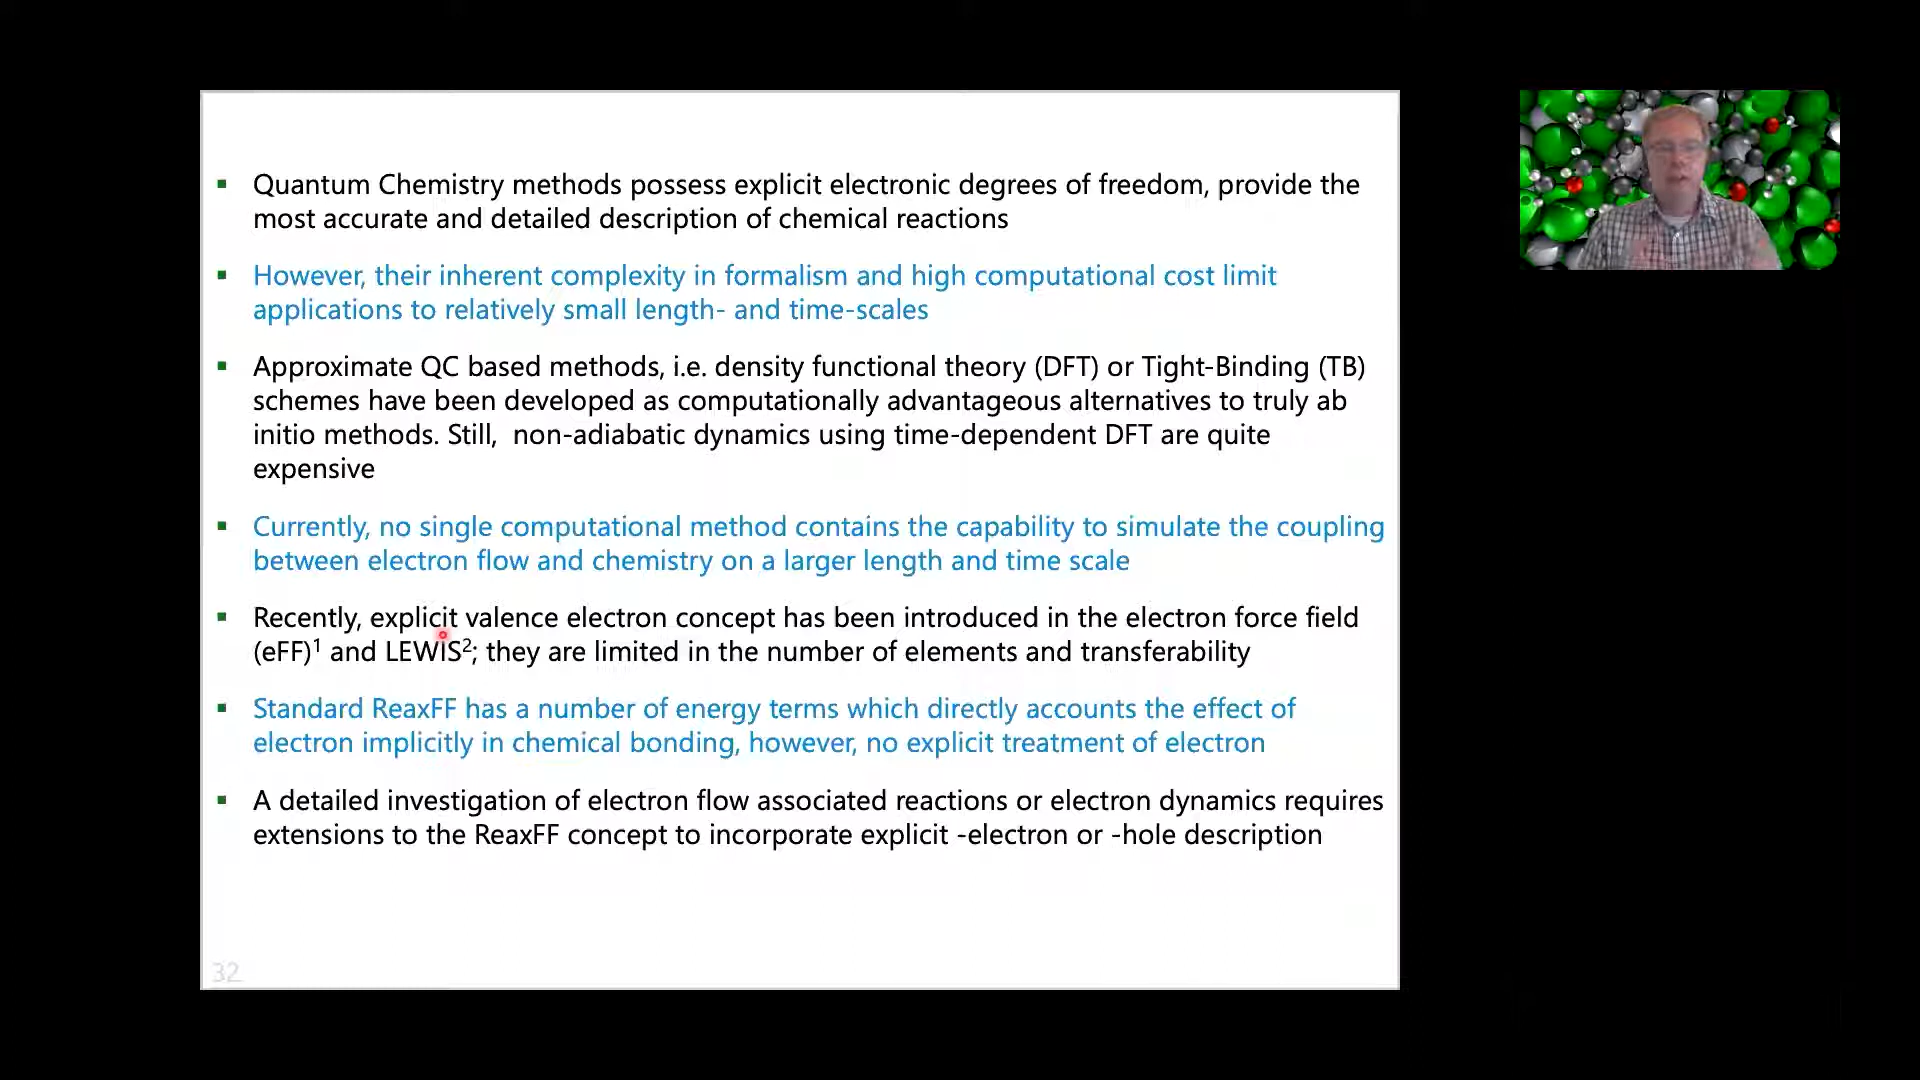 Quantum Chemistry methods possess explicit electronic degrees of freedom, provide the
most accurate and detailed description of chemical reactions
However, their inherent complexity in formalism and high computational cost limit
applications to relatively small length- and time-scales
Approximate QC based methods, i.e. density functional theory (DFT) or Tight-Binding (TB)
schemes have been developed as computationally advantageous alternatives to truly ab
initio methods. Still,  non-adiabatic dynamics using time-dependent DFT are quite
expensive
Currently, no single computational method contains the capability to simulate the coupling
between electron flow and chemistry on a larger length and time scale
Recently, explicit valence electron concept has been introduced in the electron force field
(eFF)¹ and LEWIS²; they are limited in the number of elements and transferability
Standard ReaxFF has a number of energy terms which directly accounts the effect of
electron implicitly in chemical bonding, however, no explicit treatment of electron
A detailed investigation of electron flow associated reactions or electron dynamics requires
extensions to the ReaxFF concept to incorporate explicit -electron or -hole description
32